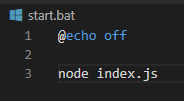 start.bat
1 @echo off
2
3 node index.js